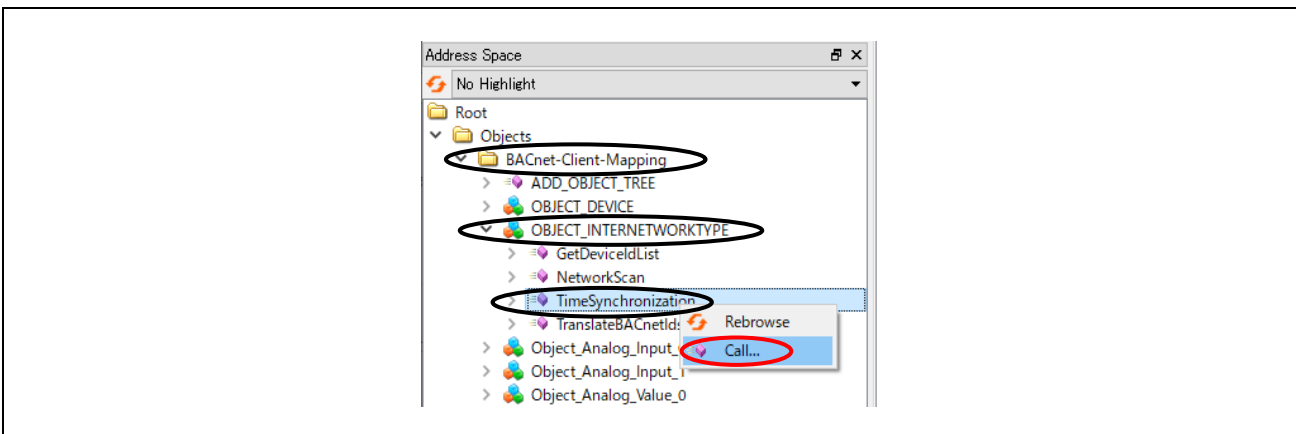 Address Space
No Highlight
Root
Objects
BACnet-Client-Mapping
ADD_OBJECT_TREE
OBJECT_DEVICE
OBJECT_INTERNETWORKTYPE
GetDeviceIdList
NetworkScan
TimeSynchronization
TranslateBACnetIds Rebrowse
Object_Analog_Input_ Call...
Object_Analog_Input_1
Object_Analog_Value_0